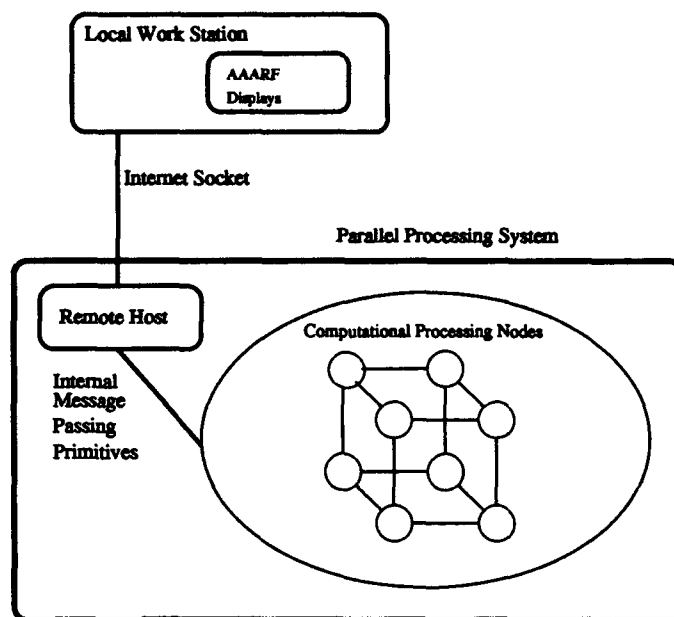 Local Work Station
AAARF
Displays
Internet Socket
Parallel Processing System
Remote Host
Computational Processing Nodes
Internal
Message
Passing
Primitives